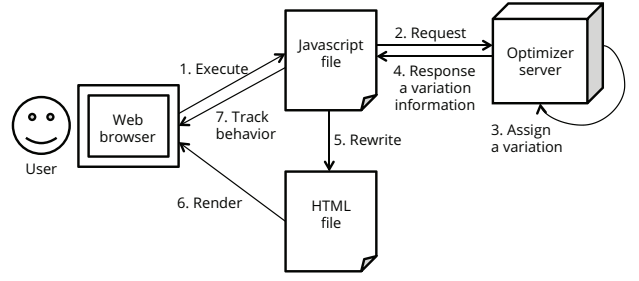 Javascript
file
2. Request
Optimizer
server
1. Execute
4. Response
a variation
information
Web
browser
7. Track
behavior
3. Assign
a variation
5. Rewrite
User
6. Render
HTML
file